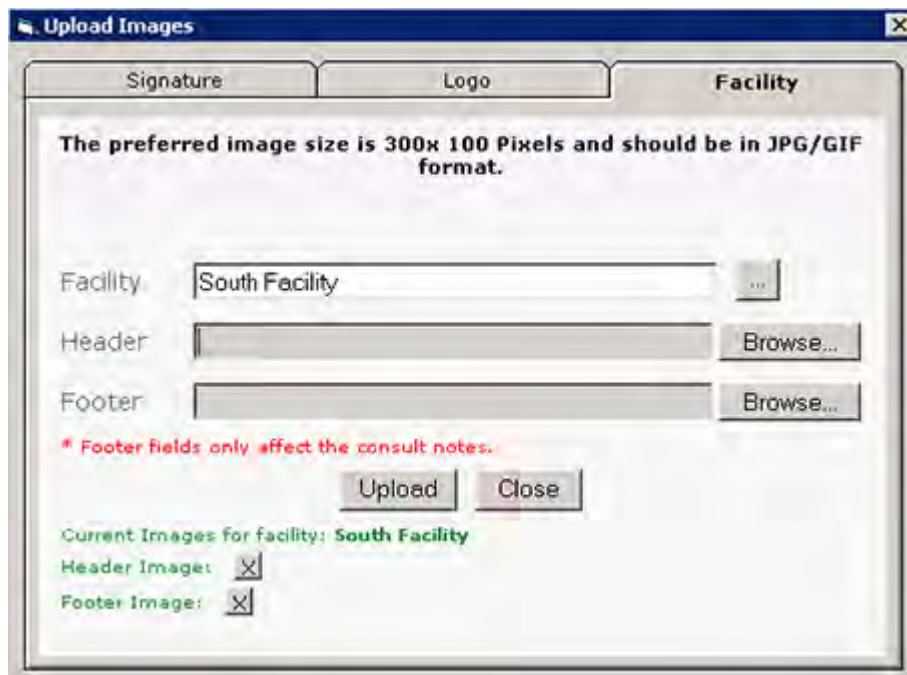 Upload Images
Signature Logo Facility
The preferred image size is 300x 100 Pixels and should be in JPG/GIF
format.
Facility South Facility ...
Header Browse...
Footer Browse...
* Footer fields only affect the consult notes.
Upload Close
Current Images for facility: South Facility
Header Image: X
Footer Image: X